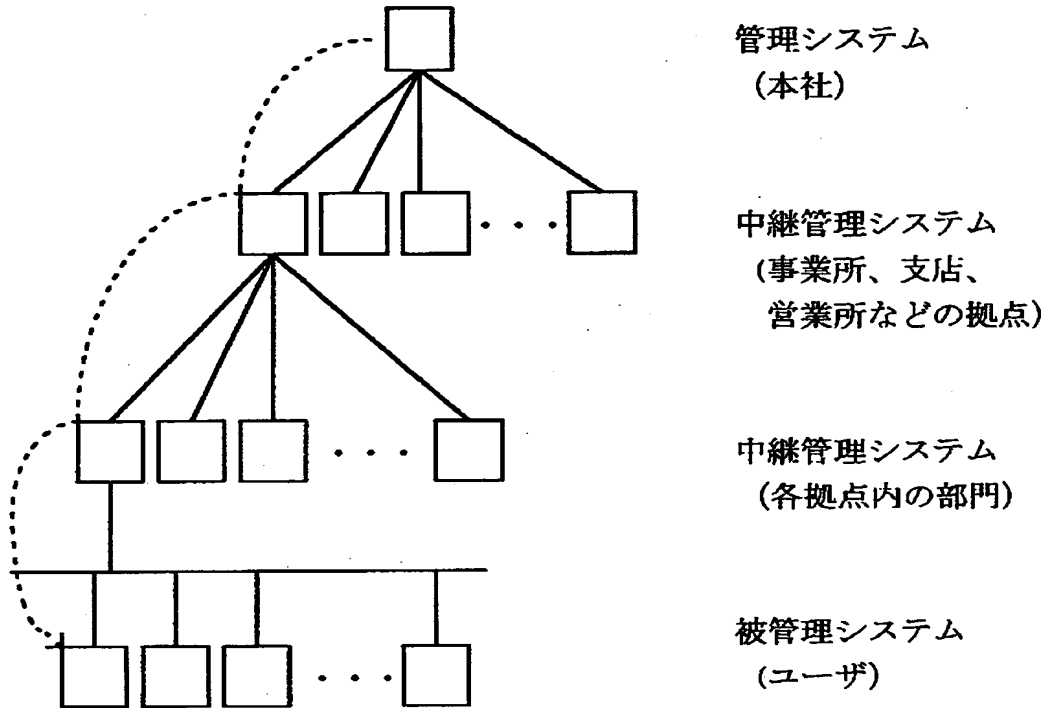 管理システム
(本社)
中継管理システム
(事業所、支店、
営業所などの拠点)
中継管理システム
(各拠点内の部門)
被管理システム
(ユーザ)